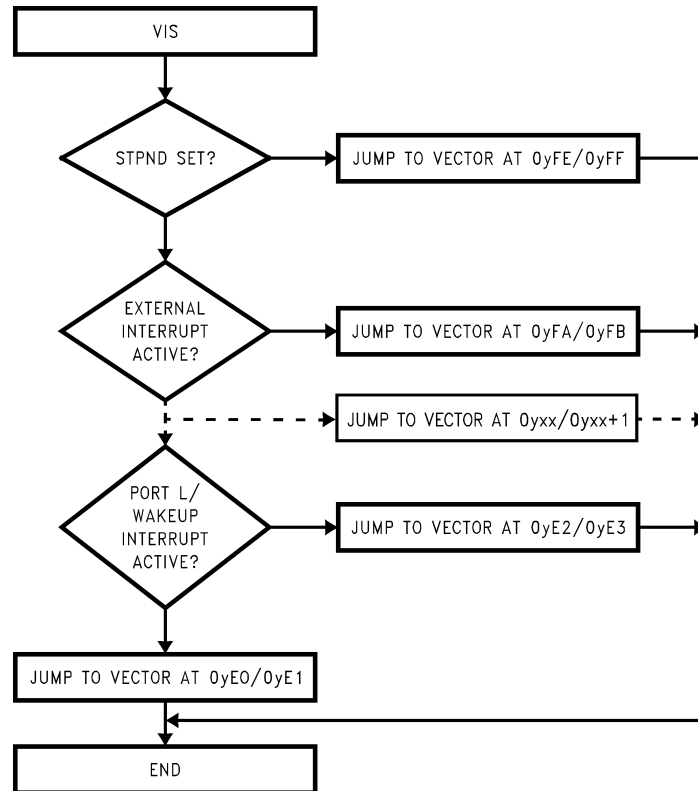 VIS
STPND SET?
JUMP TO VECTOR AT 0yFE/0yFF
EXTERNAL
INTERRUPT
ACTIVE?
JUMP TO VECTOR AT 0yFA/0yFB
JUMP TO VECTOR AT 0yxx/0yxx+1
PORT L/
WAKEUP
INTERRUPT
ACTIVE?
JUMP TO VECTOR AT 0yE2/0yE3
JUMP TO VECTOR AT 0yE0/0yE1
END